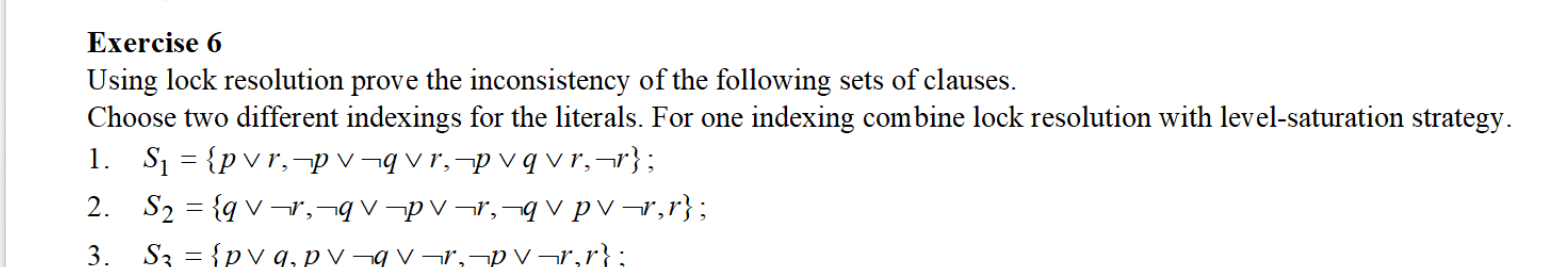 Exercise 6
Using lock resolution prove the inconsistency of the following sets of clauses.
Choose two different indexings for the literals. For one indexing combine lock resolution with level-saturation strategy.
1. S₁ = {p ∨ r, ¬p ∨ ¬q ∨ r, ¬p ∨ q ∨ r, ¬r} ;
2. S₂ = {q ∨ ¬r, ¬q ∨ ¬p ∨ ¬r, ¬q ∨ p ∨ ¬r, r} ;
3. S₃ = {p ∨ q, p ∨ ¬q ∨ ¬r, ¬p ∨ ¬r, r} ;